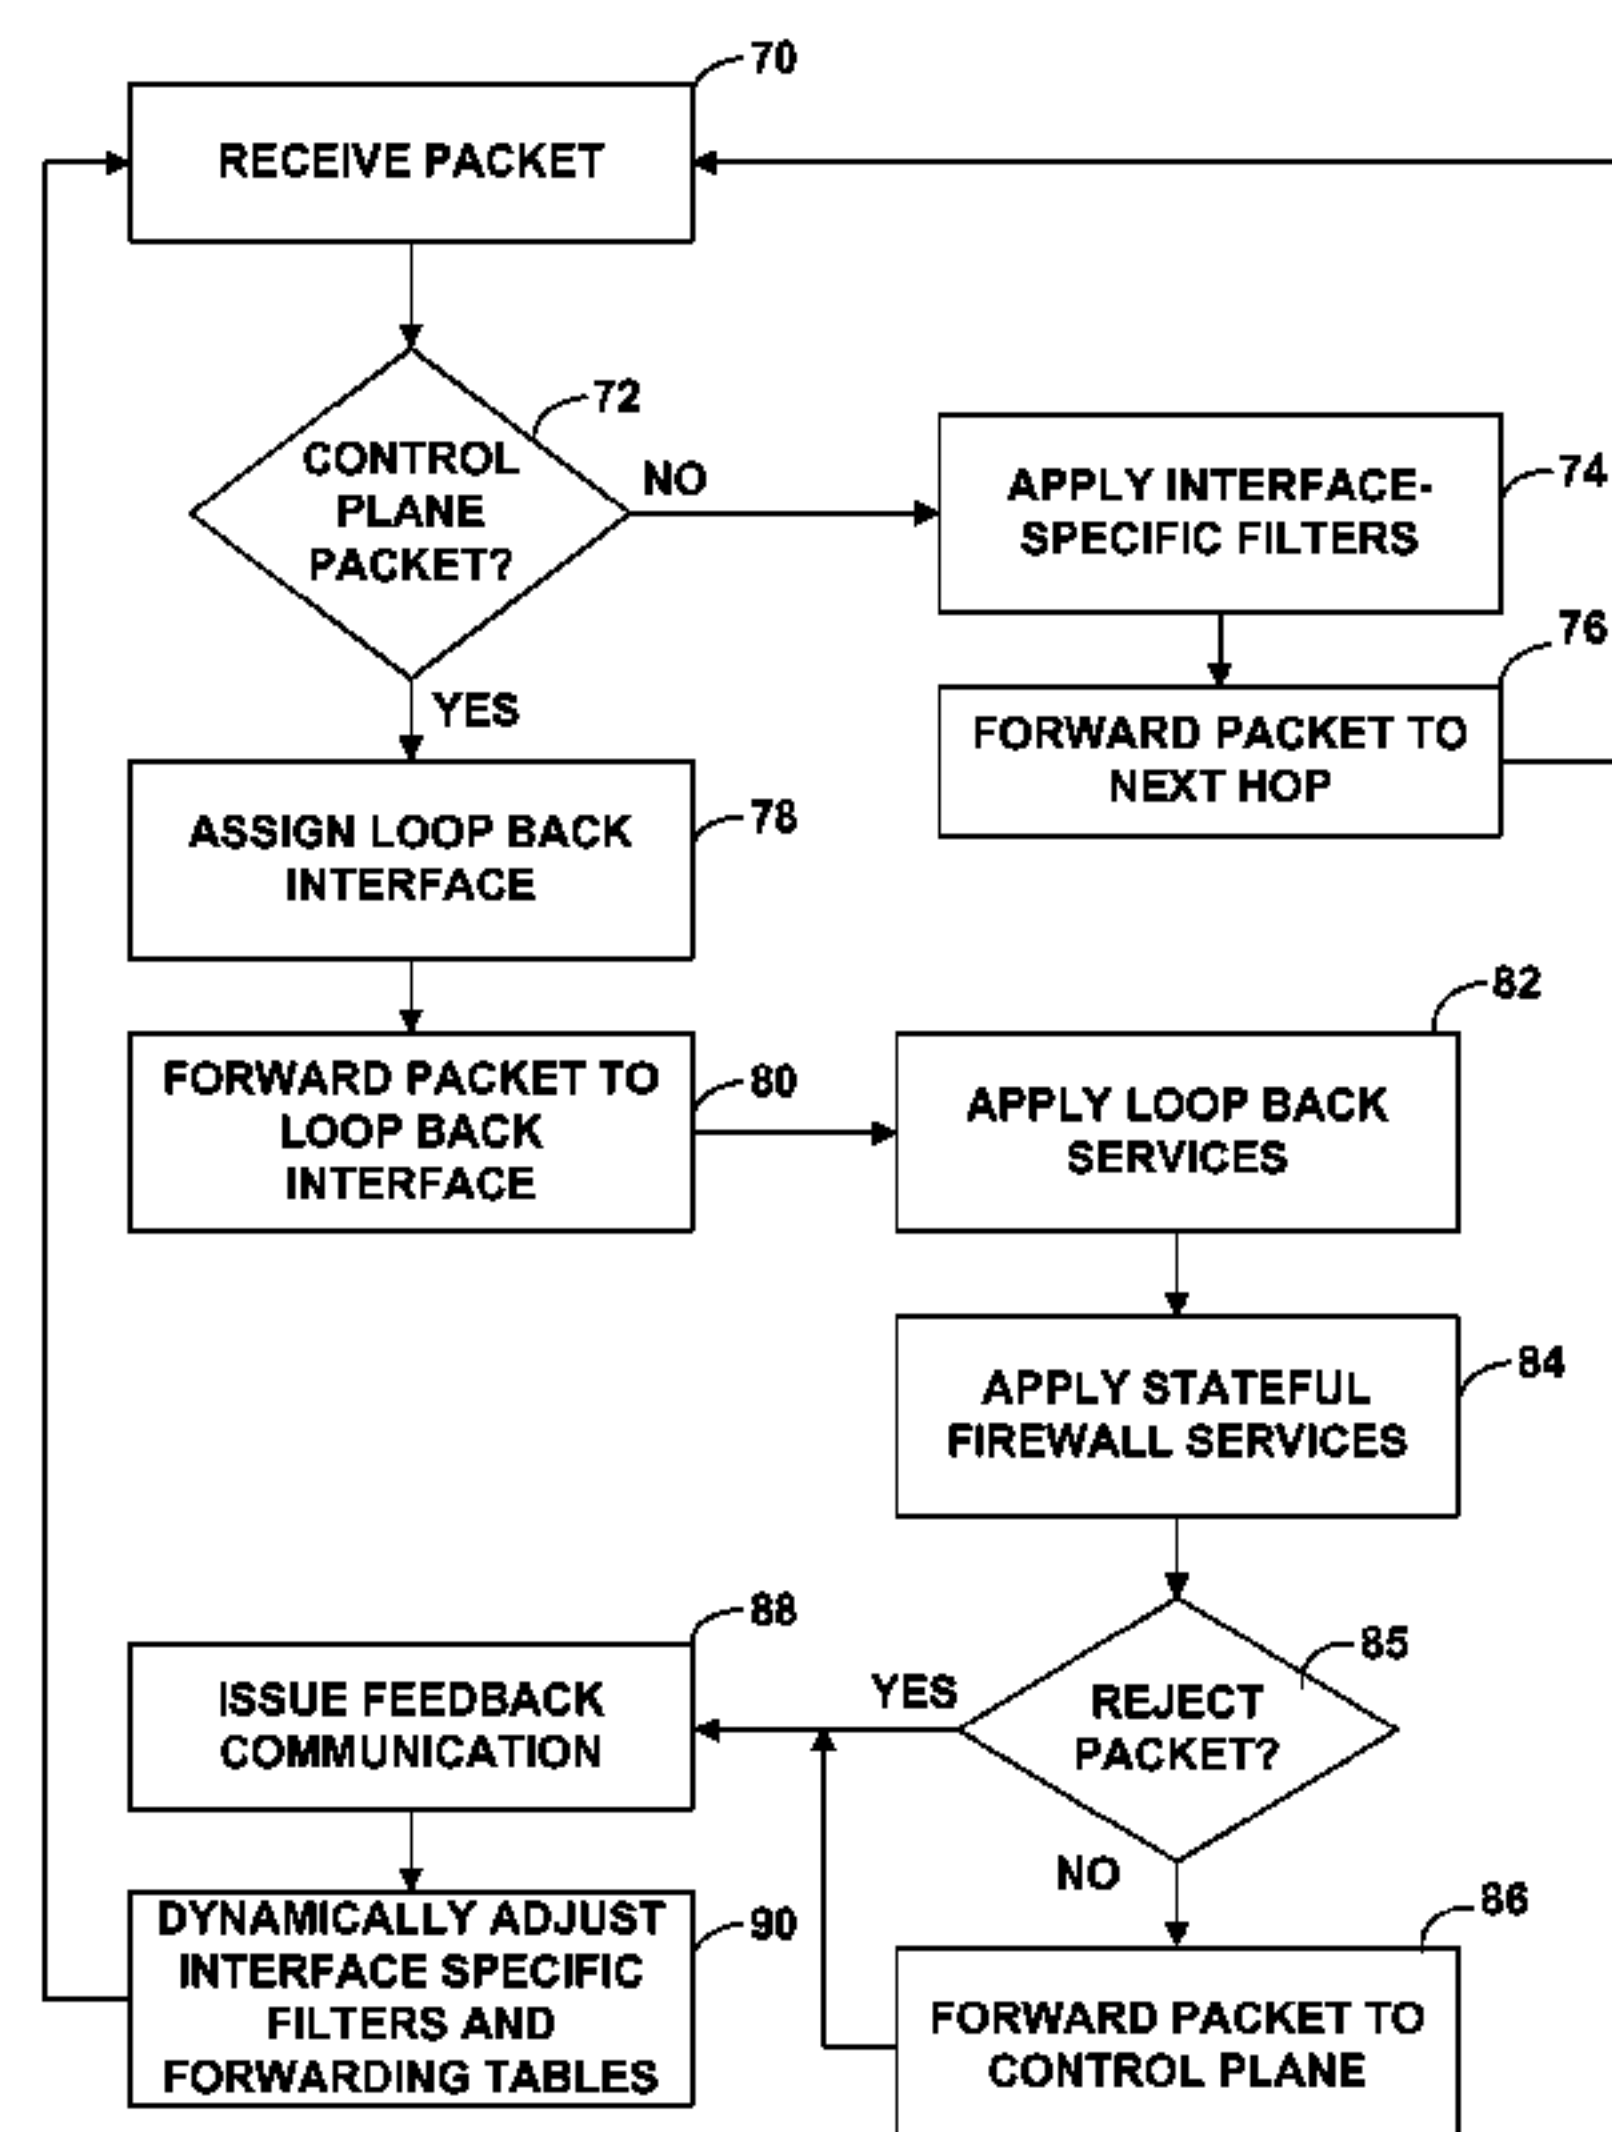 70
RECEIVE PACKET
72
CONTROL
PLANE
PACKET?
NO
74
APPLY INTERFACE-
SPECIFIC FILTERS
76
FORWARD PACKET TO
NEXT HOP
YES
78
ASSIGN LOOP BACK
INTERFACE
80
FORWARD PACKET TO
LOOP BACK
INTERFACE
82
APPLY LOOP BACK
SERVICES
84
APPLY STATEFUL
FIREWALL SERVICES
85
REJECT
PACKET?
YES
NO
88
ISSUE FEEDBACK
COMMUNICATION
86
FORWARD PACKET TO
CONTROL PLANE
90
DYNAMICALLY ADJUST
INTERFACE SPECIFIC
FILTERS AND
FORWARDING TABLES